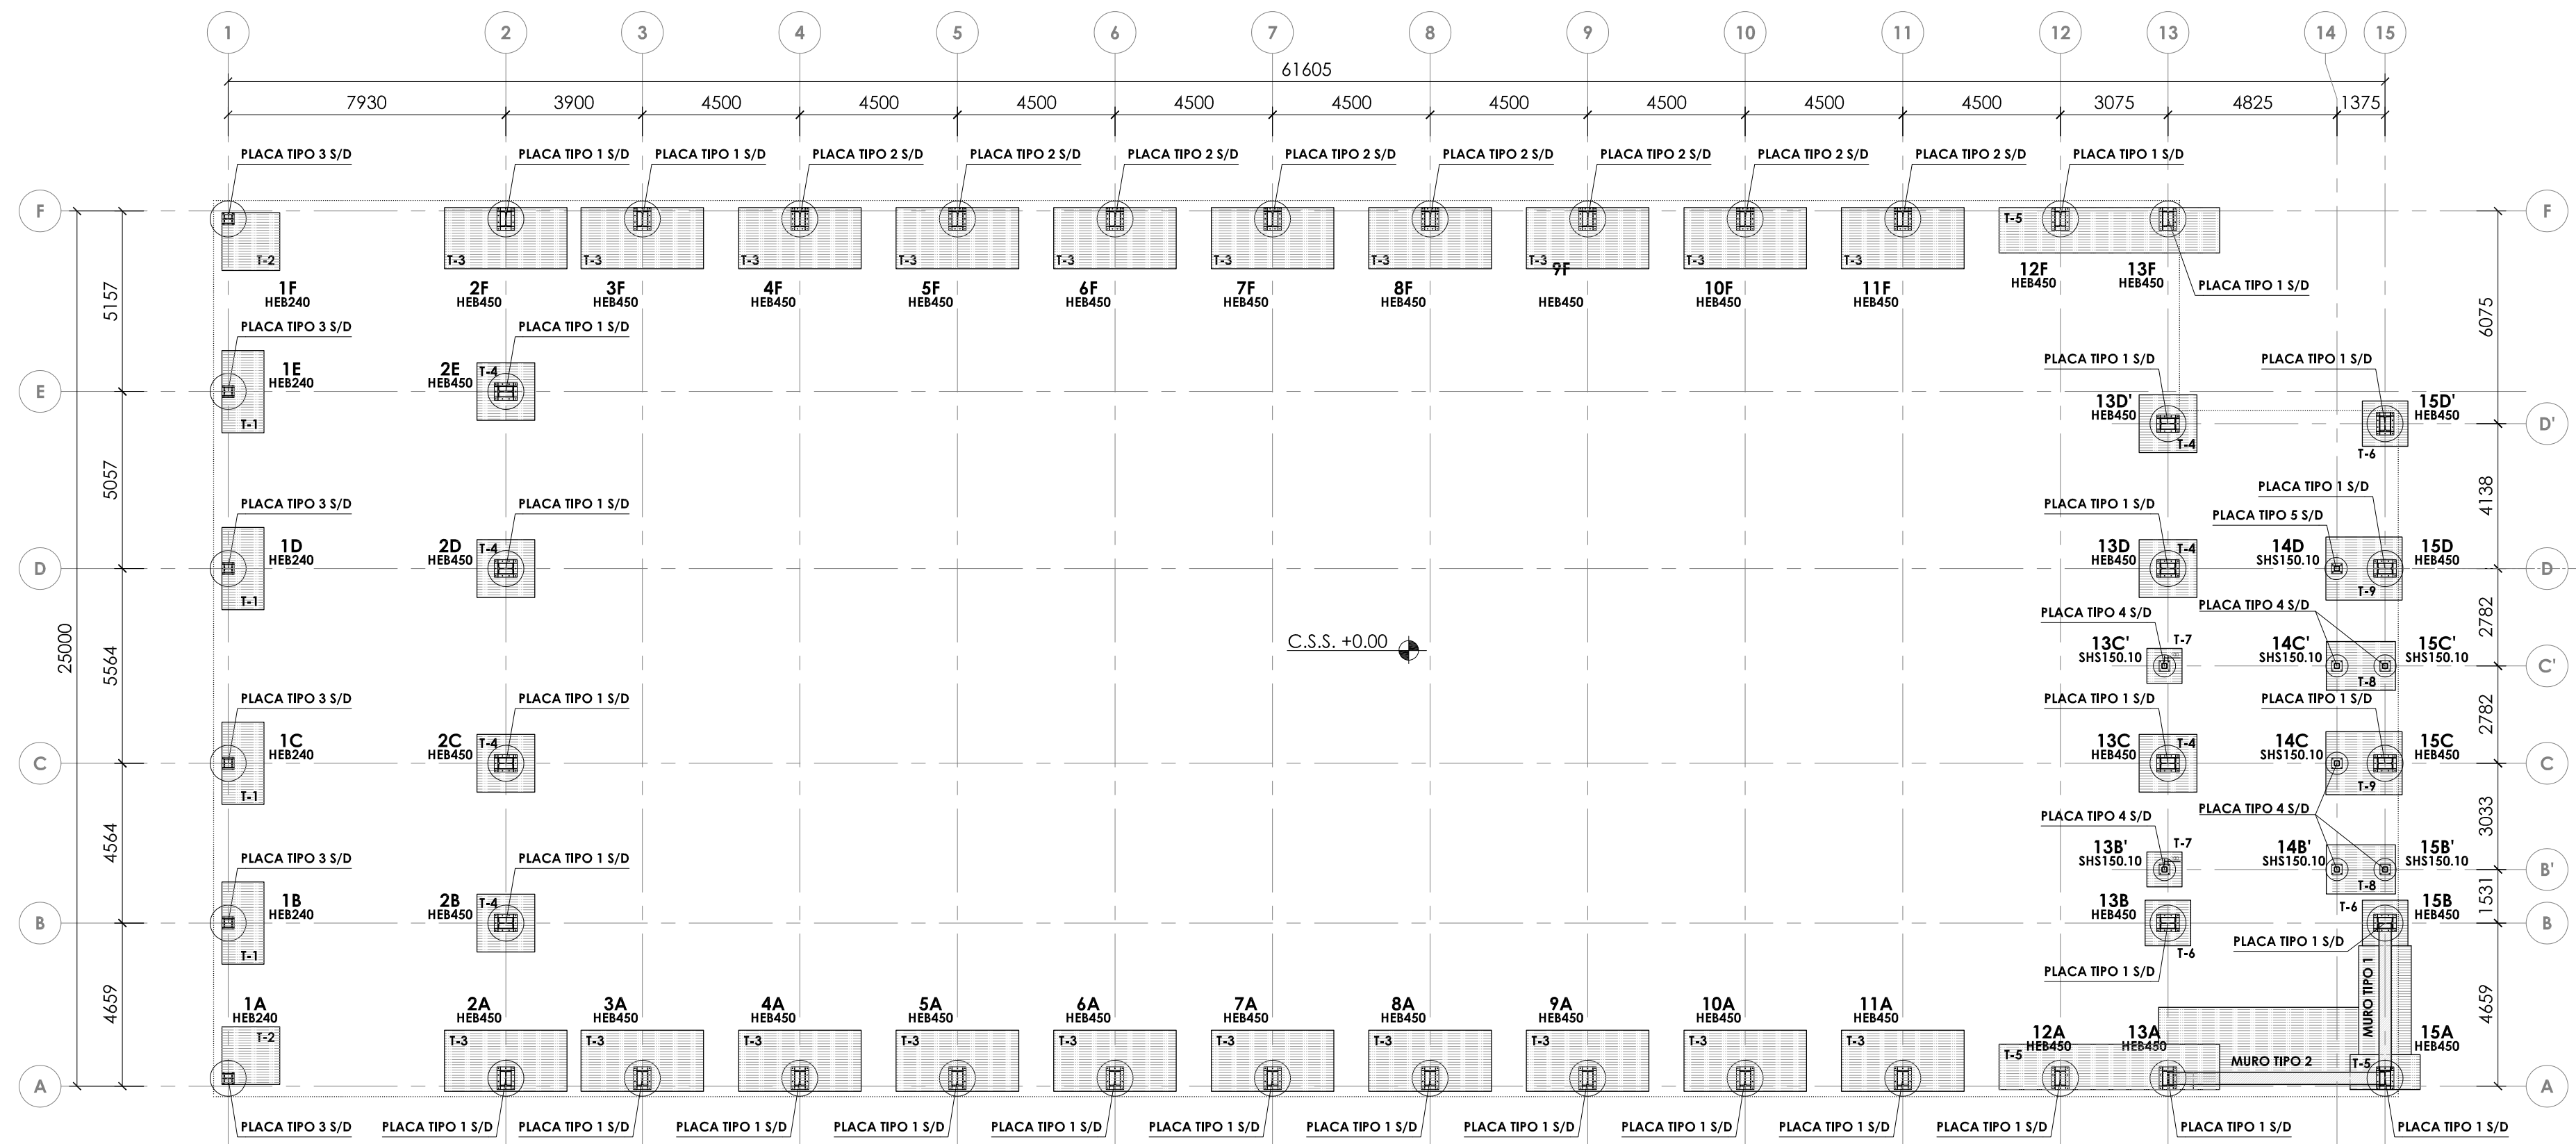 1 2 3 4 5 6 7 8 9 10 11 12 13 14 15
61605
7930 3900 4500 4500 4500 4500 4500 4500 4500 4500 4500 3075 4825 1375
PLACA TIPO 3 S/D PLACA TIPO 1 S/D PLACA TIPO 1 S/D PLACA TIPO 2 S/D PLACA TIPO 2 S/D PLACA TIPO 2 S/D PLACA TIPO 2 S/D PLACA TIPO 2 S/D PLACA TIPO 2 S/D PLACA TIPO 2 S/D PLACA TIPO 2 S/D PLACA TIPO 1 S/D
F F
T-5
T-2 T-3 T-3 T-3 T-3 T-3 T-3 T-3 T-3 T-3 T-3
1F 2F 3F 4F 5F 6F 7F 8F 9F 10F 11F 12F 13F
HEB240 HEB450 HEB450 HEB450 HEB450 HEB450 HEB450 HEB450 HEB450 HEB450 HEB450 HEB450 HEB450
PLACA TIPO 1 S/D
5157 6075
PLACA TIPO 3 S/D PLACA TIPO 1 S/D
PLACA TIPO 1 S/D PLACA TIPO 1 S/D
1E 2E T-4
HEB240 HEB450
E
T-1
13D' 15D'
HEB450 HEB450
D'
T-4 T-6
5057 4138
PLACA TIPO 1 S/D
PLACA TIPO 3 S/D PLACA TIPO 1 S/D PLACA TIPO 1 S/D
PLACA TIPO 5 S/D
1D 2D T-4 13D T-4 14D 15D
HEB240 HEB450 HEB450 SHS150.10 HEB450
D D
T-1 T-9
25000
5564 2782
PLACA TIPO 4 S/D PLACA TIPO 4 S/D
C.S.S. +0.00
13C' T-7 14C' 15C'
SHS150.10 SHS150.10 SHS150.10
C'
T-8
2782
PLACA TIPO 3 S/D PLACA TIPO 1 S/D PLACA TIPO 1 S/D PLACA TIPO 1 S/D
1C 2C T-4 13C T-4 14C 15C
HEB240 HEB450 HEB450 SHS150.10 HEB450
C C
T-1 T-9
4564 3033
PLACA TIPO 4 S/D PLACA TIPO 4 S/D
13B' T-7 14B' 15B'
SHS150.10 SHS150.10 SHS150.10
B'
T-8
1531
PLACA TIPO 3 S/D PLACA TIPO 1 S/D
1B 2B T-4 13B T-6 15B
HEB240 HEB450 HEB450 HEB450
B B
T-1 T-6
PLACA TIPO 1 S/D
PLACA TIPO 1 S/D
4659 4659
MURO TIPO 1
1A 2A 3A 4A 5A 6A 7A 8A 9A 10A 11A
HEB240 HEB450 HEB450 HEB450 HEB450 HEB450 HEB450 HEB450 HEB450 HEB450 HEB450
12A 13A 15A
HEB450 HEB450 HEB450
T-2 T-3 T-3 T-3 T-3 T-3 T-3 T-3 T-3 T-3 T-3
T-5 MURO TIPO 2 T-5
A A
PLACA TIPO 3 S/D PLACA TIPO 1 S/D PLACA TIPO 1 S/D PLACA TIPO 1 S/D PLACA TIPO 1 S/D PLACA TIPO 1 S/D PLACA TIPO 1 S/D PLACA TIPO 1 S/D PLACA TIPO 1 S/D PLACA TIPO 1 S/D PLACA TIPO 1 S/D PLACA TIPO 1 S/D PLACA TIPO 1 S/D PLACA TIPO 1 S/D